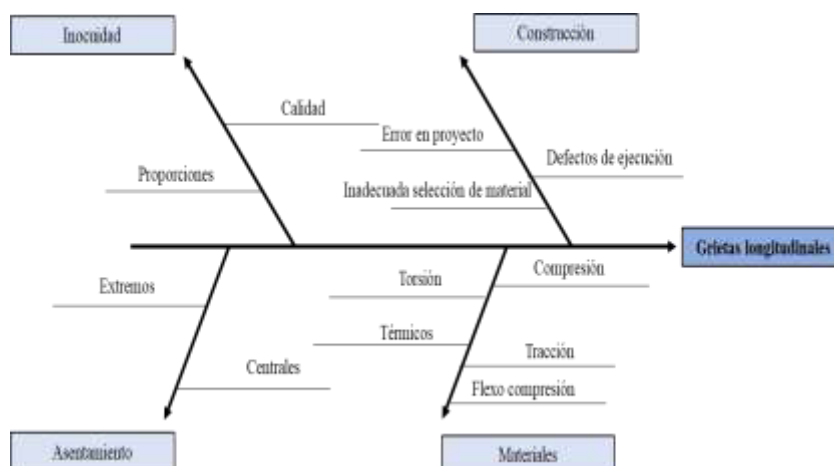 Inocuidad
Construcción
Calidad
Error en proyecto
Defectos de ejecución
Proporciones
Inadecuada selección de material
Grietas longitudinales
Extremos
Torsión
Compresión
Térmicos
Tracción
Centrales
Flexo compresión
Asentamiento
Materiales